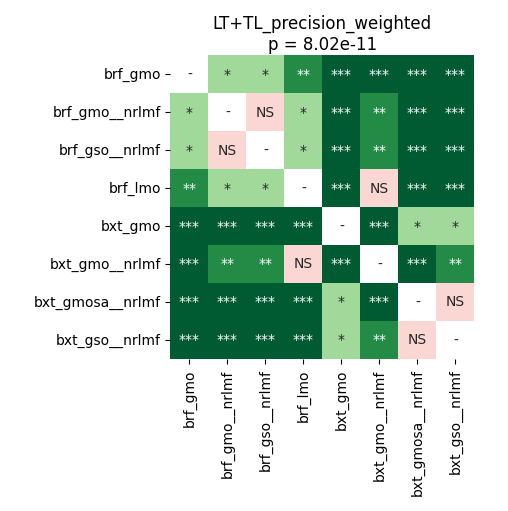 LT+TL_precision_weighted
p = 8.02e-11
brf_gmo - * * ** *** *** *** ***
brf_gmo__nrlmf * - NS * *** ** *** ***
brf_gso__nrlmf * NS - * *** ** *** ***
brf_lmo ** * * - *** NS *** ***
bxt_gmo *** *** *** *** - *** * *
bxt_gmo__nrlmf *** ** ** NS *** - *** **
bxt_gmosa__nrlmf *** *** *** *** * *** - NS
bxt_gso__nrlmf *** *** *** *** * ** NS -
brf_gmo
brf_gmo__nrlmf
brf_gso__nrlmf
brf_lmo
bxt_gmo
bxt_gmo__nrlmf
bxt_gmosa__nrlmf
bxt_gso__nrlmf